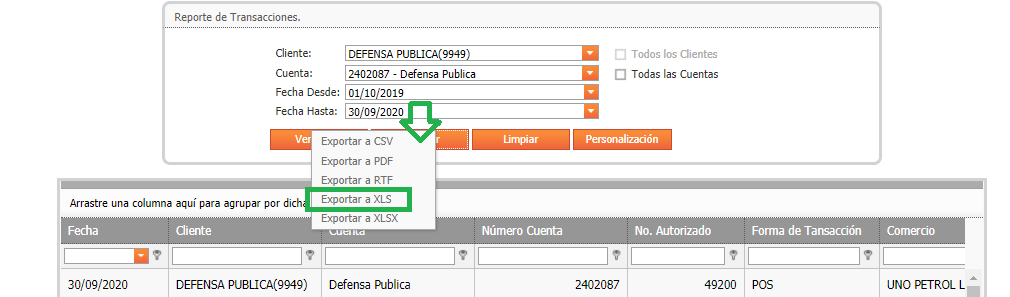 Reporte de Transacciones.
Cliente: DEFENSA PUBLICA(9949) Todos los Clientes
Cuenta: 2402087 - Defensa Publica Todas las Cuentas
Fecha Desde: 01/10/2019
Fecha Hasta: 30/09/2020
Ver Limpiar Personalización
Exportar a CSV
Exportar a PDF
Exportar a RTF
Exportar a XLS
Exportar a XLSX
Arrastre una columna aquí para agrupar por dicha
Fecha Cliente Cuenta Número Cuenta No. Autorizado Forma de Tansacción Comercio
30/09/2020 DEFENSA PUBLICA(9949) Defensa Publica 2402087 49200 POS UNO PETROL L